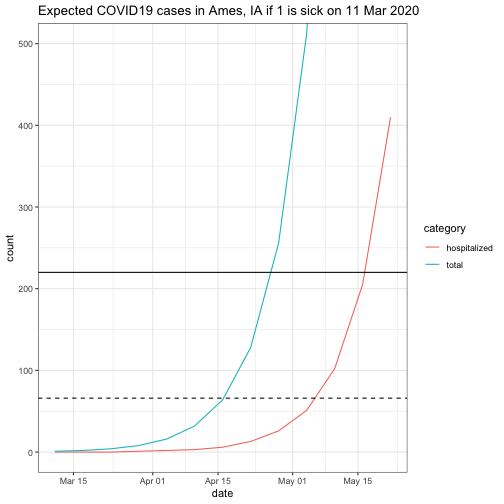 Expected COVID19 cases in Ames, IA if 1 is sick on 11 Mar 2020
500
400
300
200
100
0
count
Mar 15
Apr 01
Apr 15
May 01
May 15
date
category
hospitalized
total